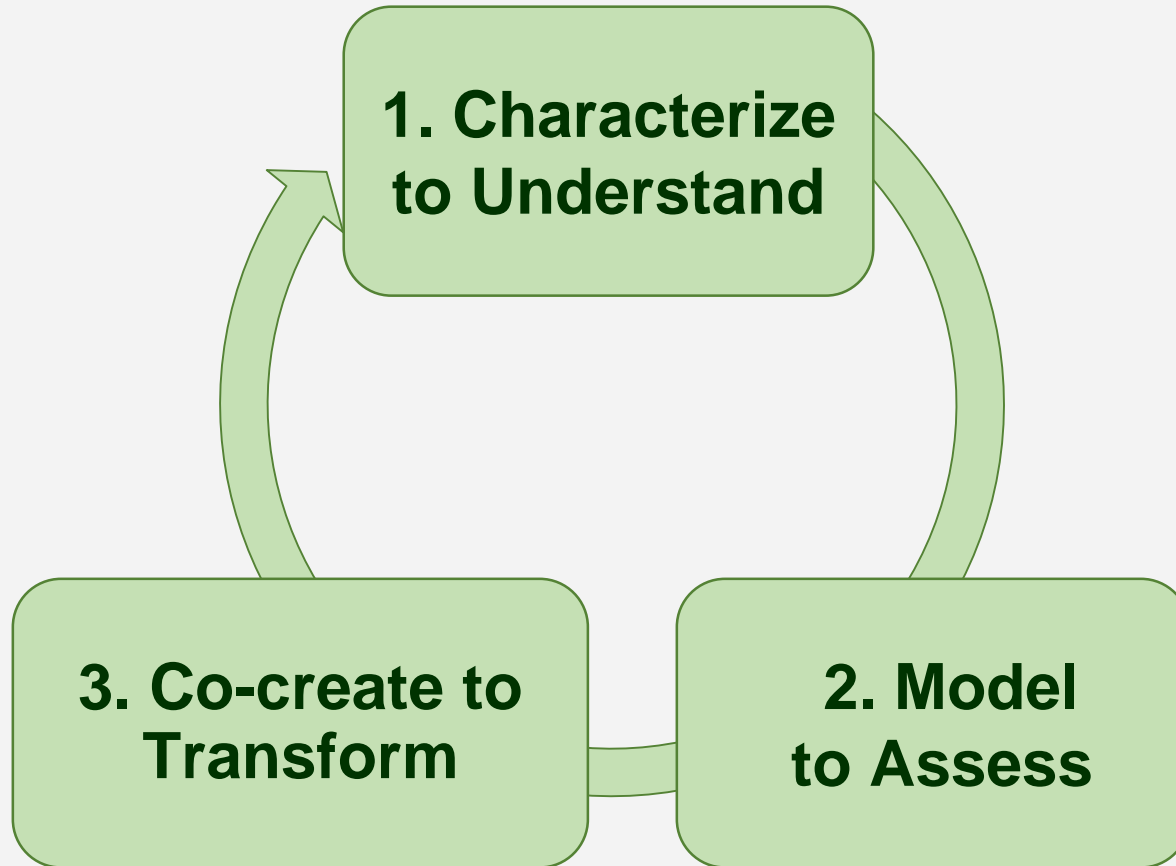 1. Characterize
to Understand
2. Model
to Assess
3. Co-create to
Transform